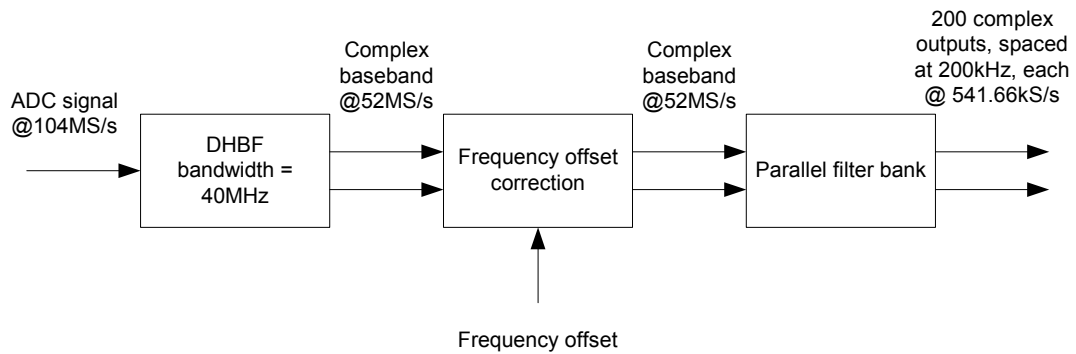 ADC signal
@104MS/s
DHBF
bandwidth =
40MHz
Complex
baseband
@52MS/s
Frequency offset
correction
Frequency offset
Complex
baseband
@52MS/s
Parallel filter bank
200 complex
outputs, spaced
at 200kHz, each
@ 541.66kS/s